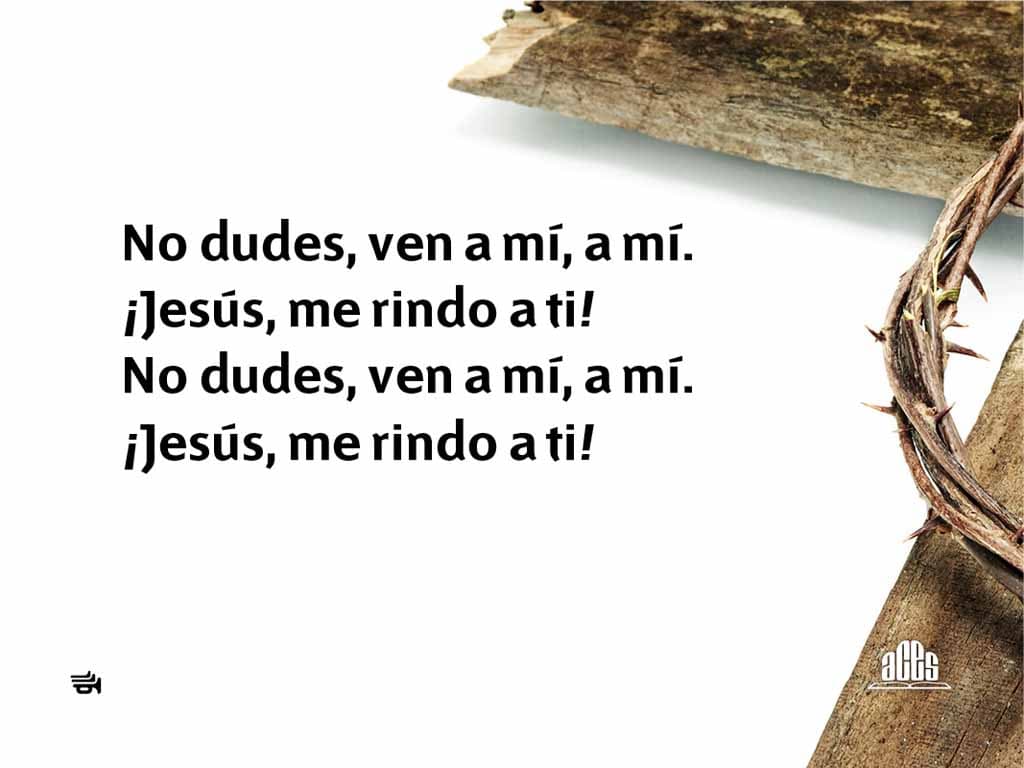 No dudes, ven a mí, a mí.
¡Jesús, me rindo a ti!
No dudes, ven a mí, a mí.
¡Jesús, me rindo a ti!
aces